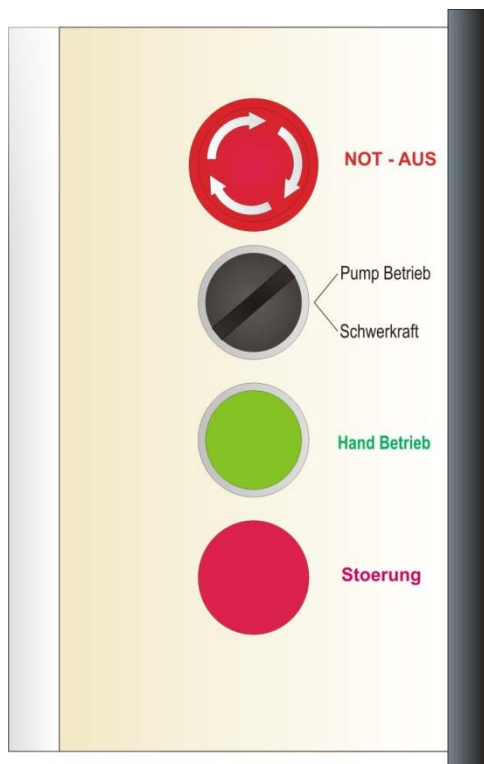 NOT - AUS
Pump Betrieb
Schwerkraft
Hand Betrieb
Stoerung